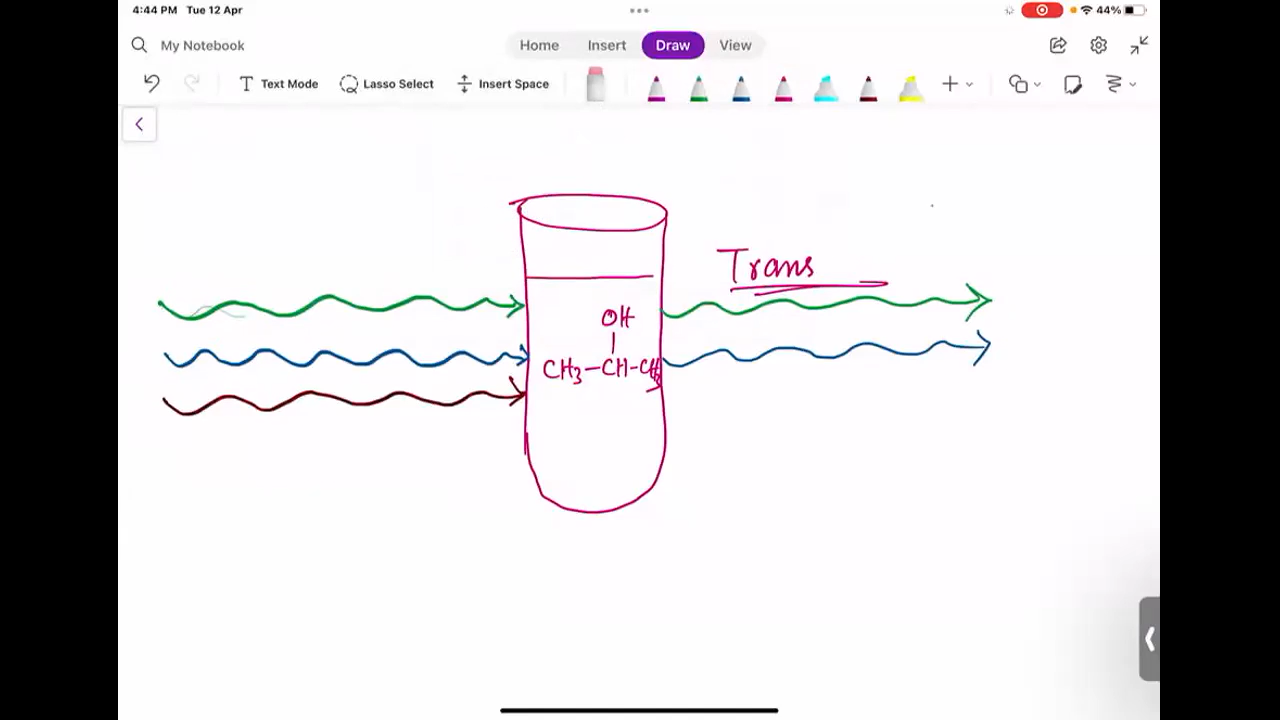 4:44 PM Tue 12 Apr
44%
My Notebook
Home Insert Draw View
Text Mode Lasso Select Insert Space
Trans
OH
CH3-CH-CH3